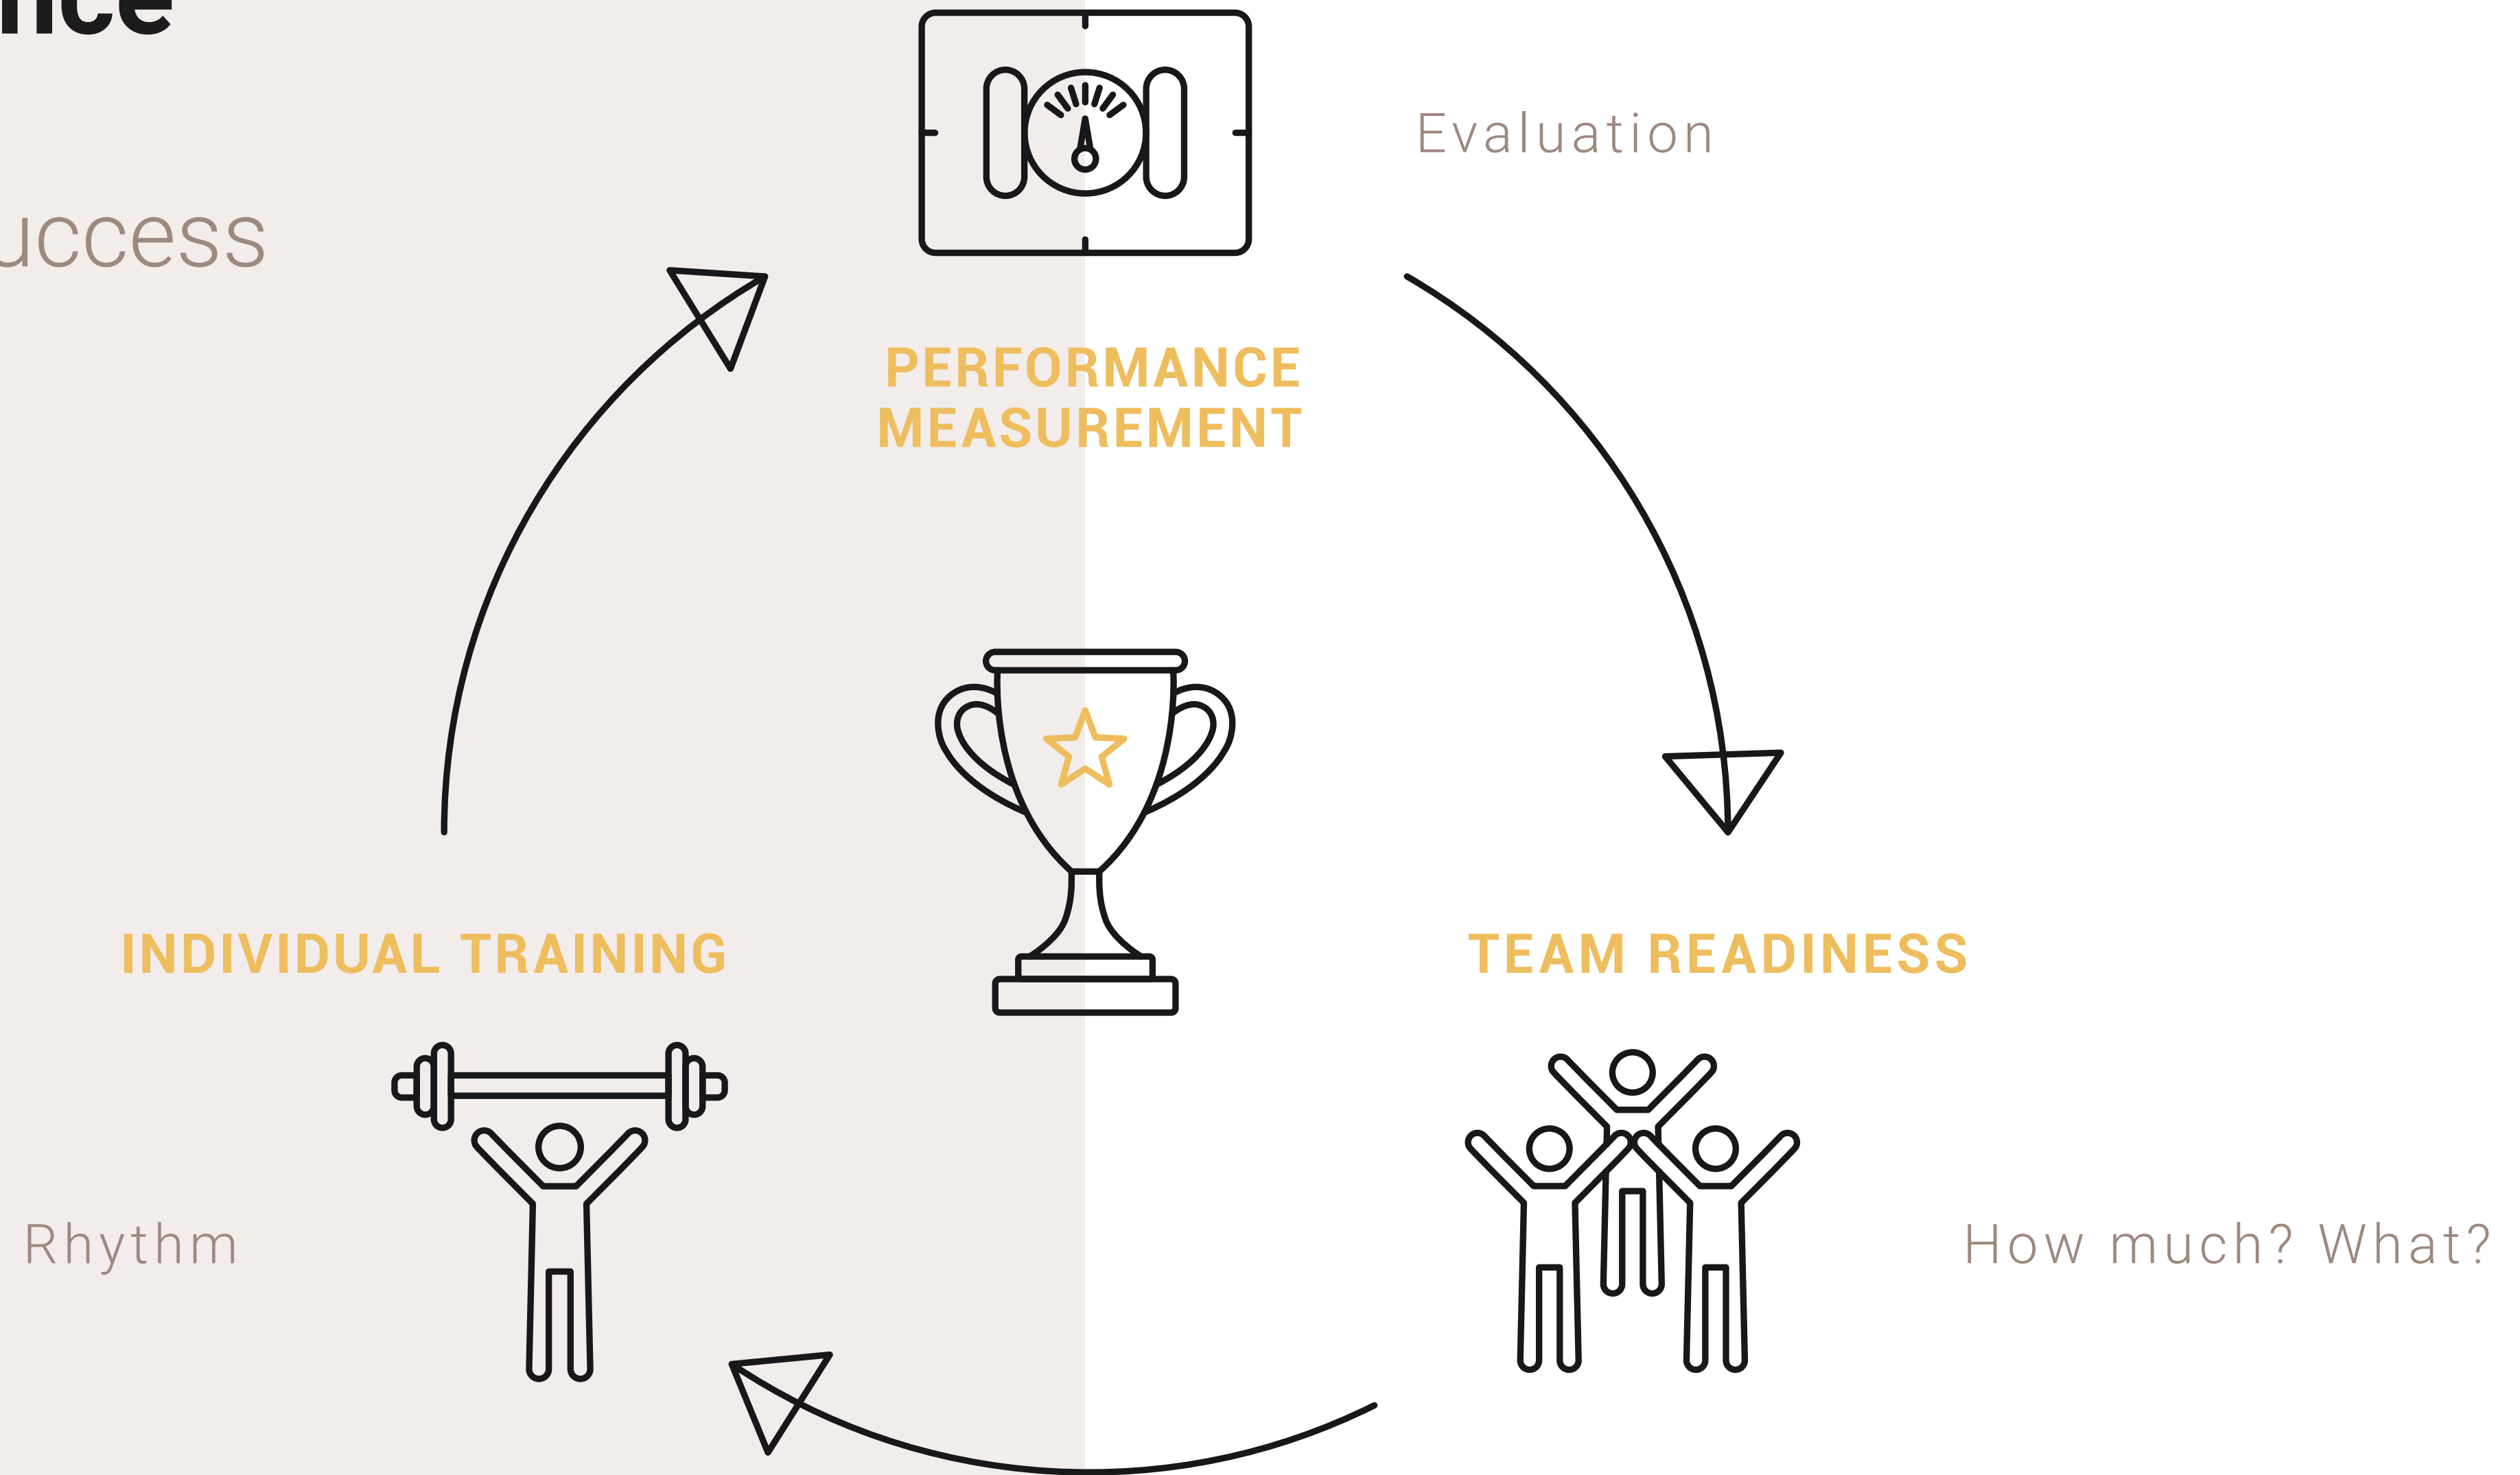 Evaluation
PERFORMANCE
MEASUREMENT
INDIVIDUAL TRAINING
TEAM READINESS
Rhythm
How much? What?